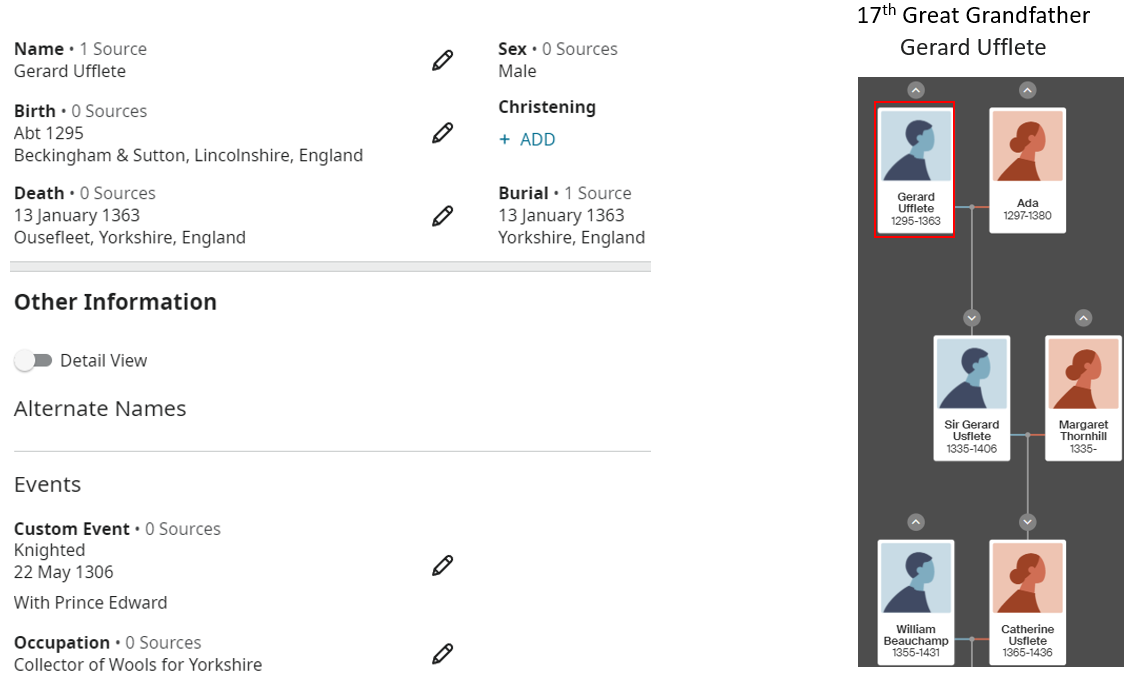 17th Great Grandfather
Gerard Ufflete
Name • 1 Source
Gerard Ufflete
Sex • 0 Sources
Male
Birth • 0 Sources
Abt 1295
Beckingham & Sutton, Lincolnshire, England
Christening
+ ADD
Death • 0 Sources
13 January 1363
Ousefleet, Yorkshire, England
Burial • 1 Source
13 January 1363
Yorkshire, England
Other Information
Detail View
Alternate Names
Events
Custom Event • 0 Sources
Knighted
22 May 1306
With Prince Edward
Occupation • 0 Sources
Collector of Wools for Yorkshire
Gerard
Ufflete
1295-1363
Ada
1297-1380
Sir Gerard
Usflete
1335-1406
Margaret
Thornhill
1335-
William
Beauchamp
1355-1431
Catherine
Usflete
1365-1436